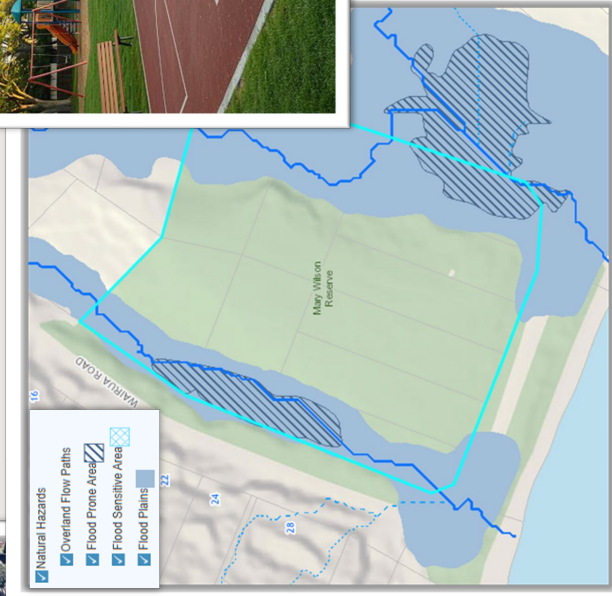 Natural Hazards
Overland Flow Paths
Flood Prone Area
Flood Sensitive Area
Flood Plains
16
WAIRUA ROAD
22
24
28
Mary Wilson
Reserve